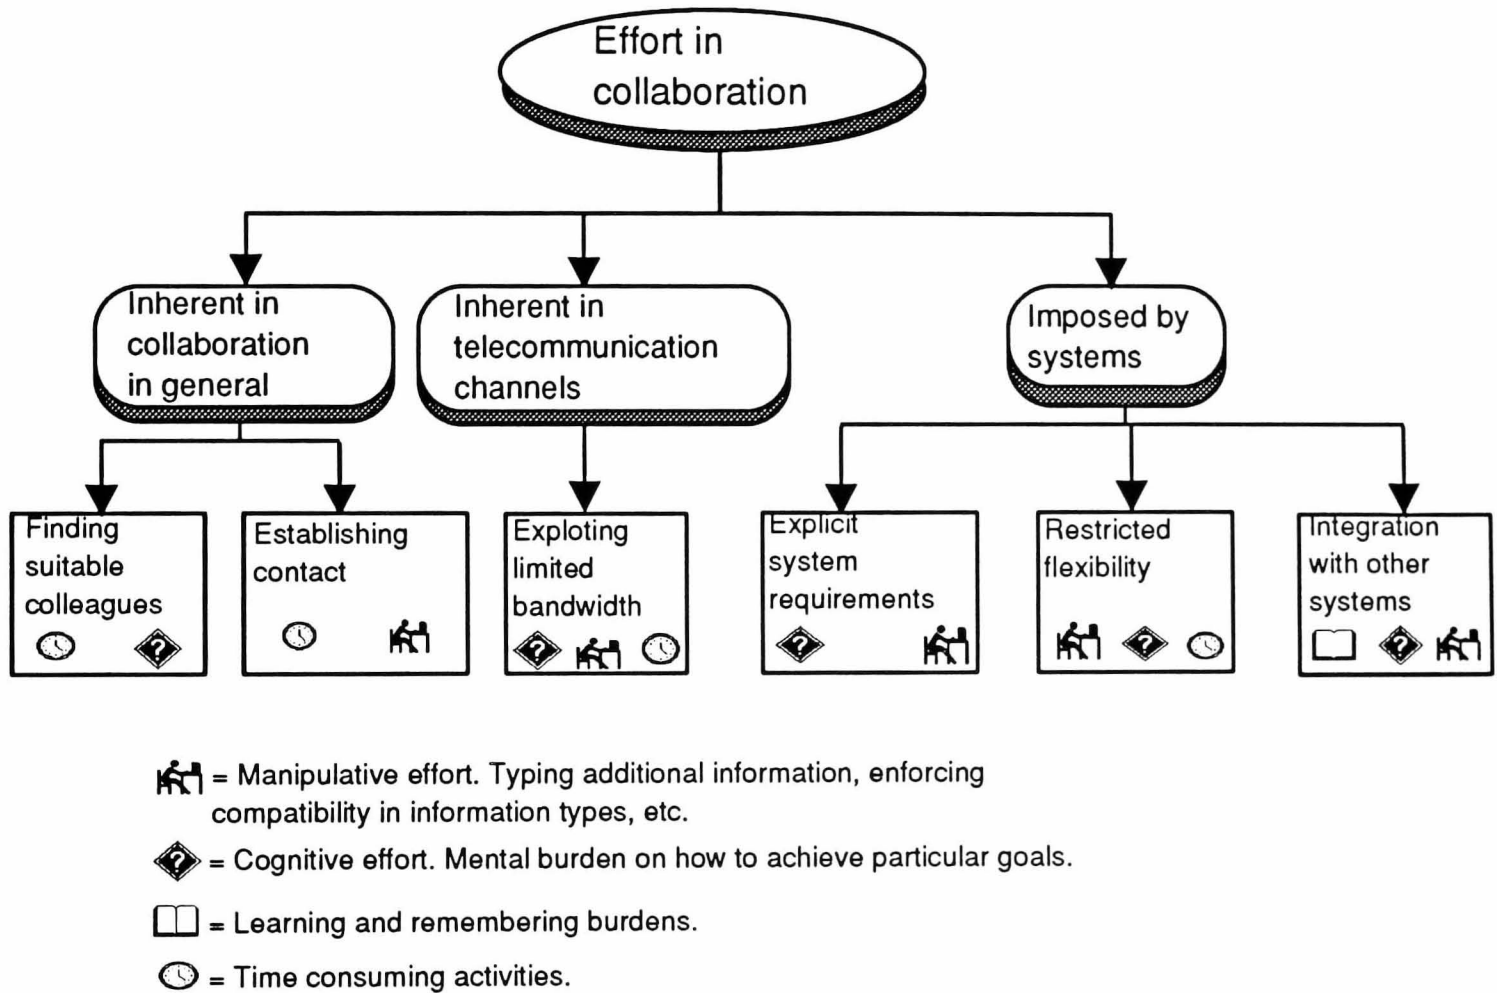 Effort in
collaboration
Inherent in
collaboration
in general
Inherent in
telecommunication
channels
Imposed by
systems
Finding
suitable
colleagues
Establishing
contact
Exploting
limited
bandwidth
Explicit
system
requirements
Restricted
flexibility
Integration
with other
systems
= Manipulative effort. Typing additional information, enforcing
compatibility in information types, etc.
= Cognitive effort. Mental burden on how to achieve particular goals.
= Learning and remembering burdens.
= Time consuming activities.